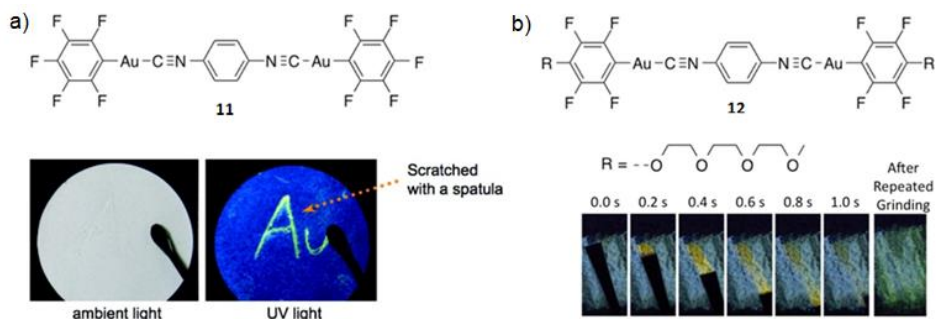 a)
F F F F
F Au C≡N N≡C Au F
F F F F
11
Scratched
with a spatula
Au
ambient light
UV light
b)
F F F F
R Au C≡N N≡C Au R
F F F F
12
R = --O O O O
After
Repeated
Grinding
0.0 s 0.2 s 0.4 s 0.6 s 0.8 s 1.0 s